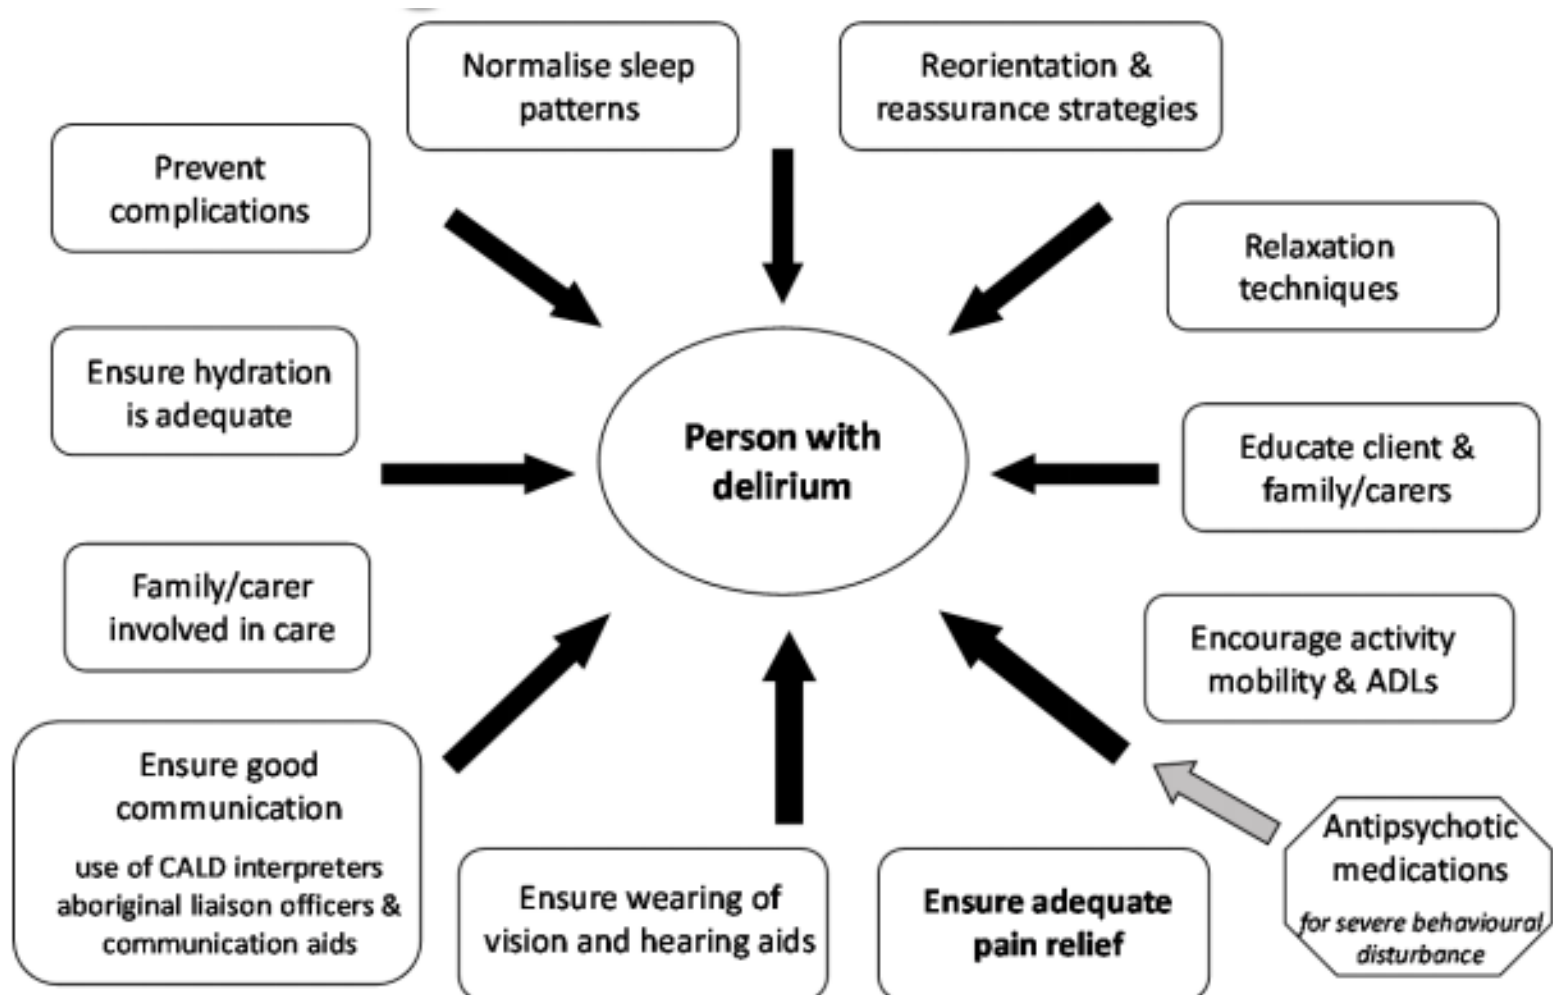 Normalise sleep
patterns
Reorientation &
reassurance strategies
Prevent
complications
Relaxation
techniques
Ensure hydration
is adequate
Person with
delirium
Educate client &
family/carers
Family/carer
involved in care
Encourage activity
mobility & ADLs
Ensure good
communication
use of CALD interpreters
aboriginal liaison officers &
communication aids
Ensure wearing of
vision and hearing aids
Ensure adequate
pain relief
Antipsychotic
medications
for severe behavioural
disturbance